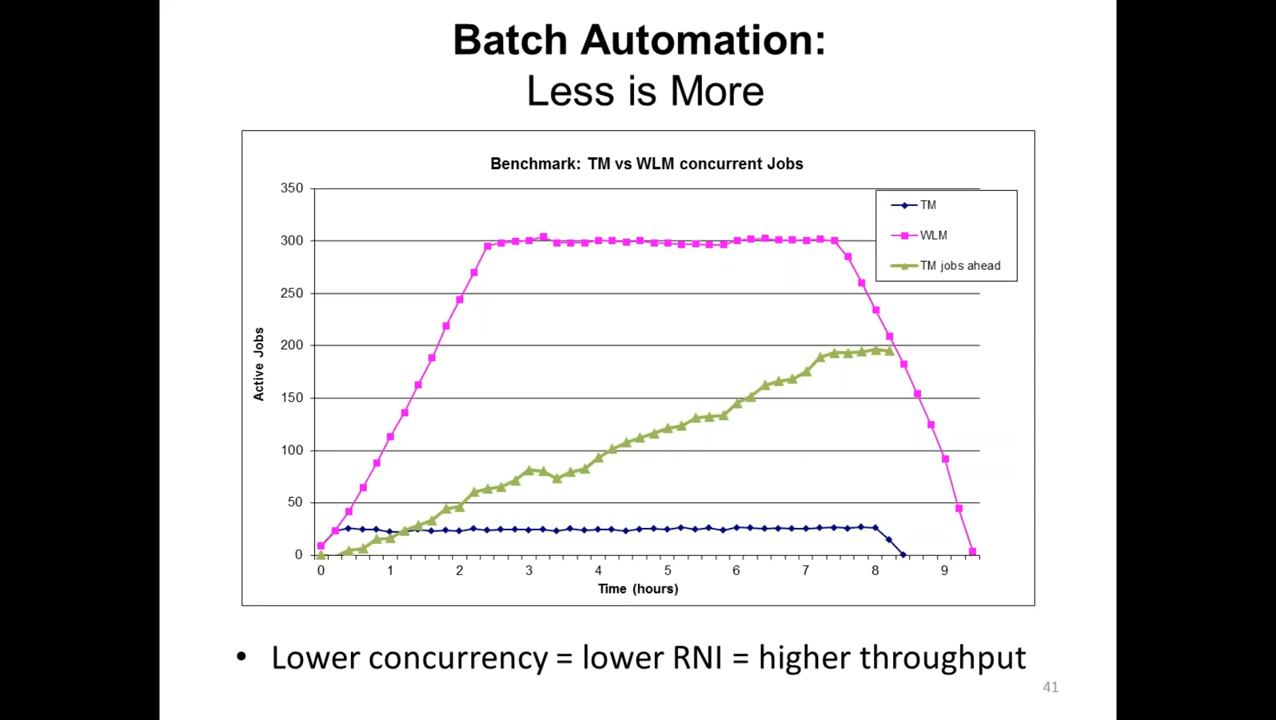 Batch Automation:
Less is More
Benchmark: TM vs WLM concurrent Jobs
350
300
250
200
150
100
50
0
Active Jobs
TM
WLM
TM jobs ahead
0 1 2 3 4 5 6 7 8 9
Time (hours)
• Lower concurrency = lower RNI = higher throughput
41